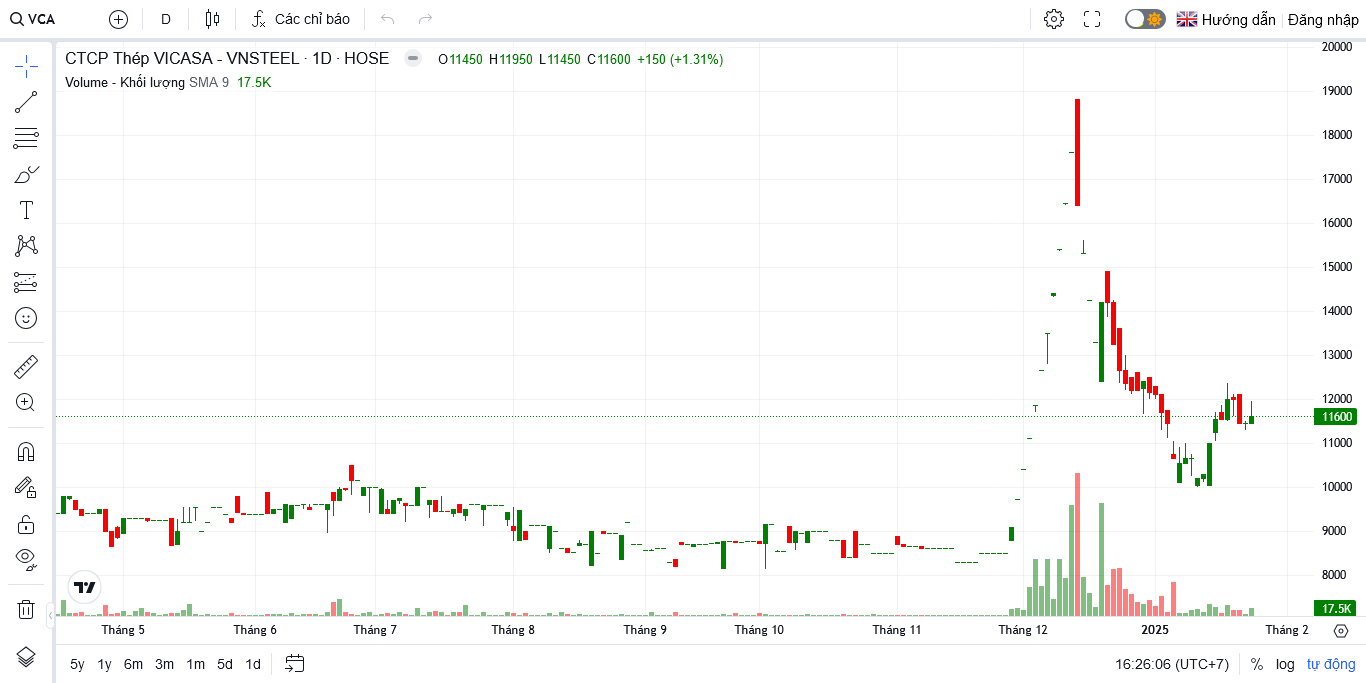 VCA D Các chỉ báo Hướng dẫn Đăng nhập
CTCP Thép VICASA - VNSTEEL · 1D · HOSE O11450 H11950 L11450 C11600 +150 (+1.31%)
Volume - Khối lượng SMA 9 17.5K
20000
19000
18000
17000
16000
15000
14000
13000
12000
11600
11000
10000
9000
8000
17.5K
Tháng 5 Tháng 6 Tháng 7 Tháng 8 Tháng 9 Tháng 10 Tháng 11 Tháng 12 2025 Tháng 2
5y 1y 6m 3m 1m 5d 1d 16:26:06 (UTC+7) % log tự động